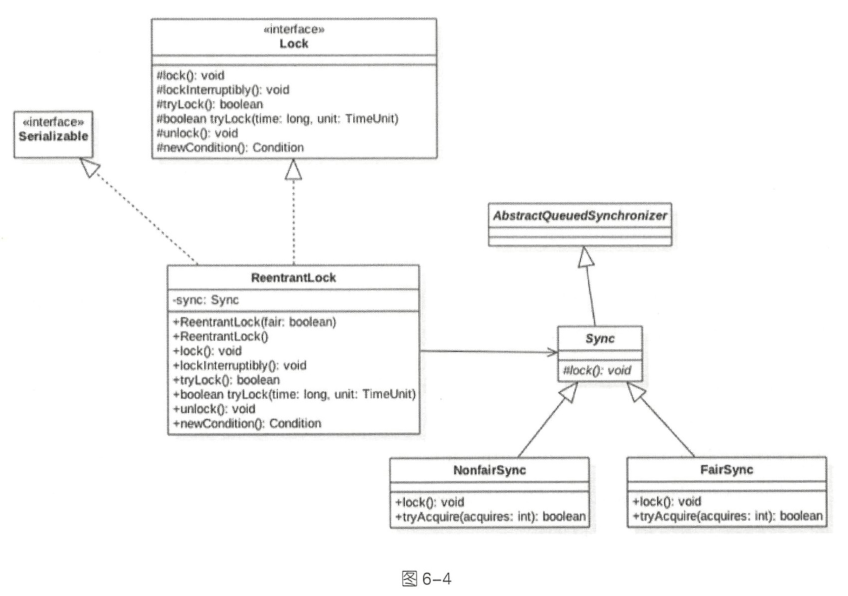 «interface»
Lock
#lock(): void
#lockInterruptibly(): void
#tryLock(): boolean
#boolean tryLock(time: long, unit: TimeUnit)
#unlock(): void
#newCondition(): Condition
«interface»
Serializable
AbstractQueuedSynchronizer
ReentrantLock
-sync: Sync
+ReentrantLock(fair: boolean)
+ReentrantLock()
+lock(): void
+lockInterruptibly(): void
+tryLock(): boolean
+boolean tryLock(time: long, unit: TimeUnit)
+unlock(): void
+newCondition(): Condition
Sync
#lock(): void
NonfairSync
+lock(): void
+tryAcquire(acquires: int): boolean
FairSync
+lock(): void
+tryAcquire(acquires: int): boolean
图 6–4